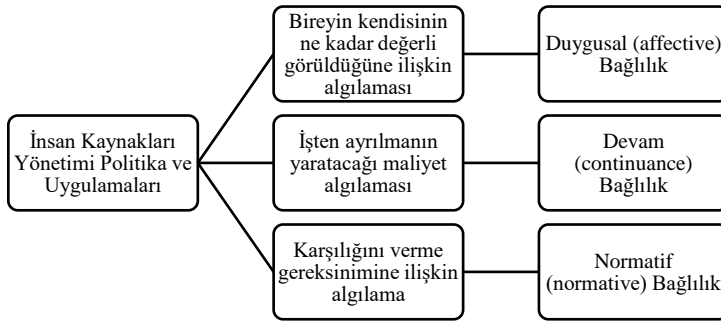 İnsan Kaynakları
Yönetimi Politika ve
Uygulamaları
Bireyin kendisinin
ne kadar değerli
görüldüğüne ilişkin
algılaması
Duygusal (affective)
Bağlılık
İşten ayrılmanın
yaratacağı maliyet
algılaması
Devam
(continuance)
Bağlılık
Karşılığını verme
gereksinimine ilişkin
algılama
Normatif
(normative) Bağlılık